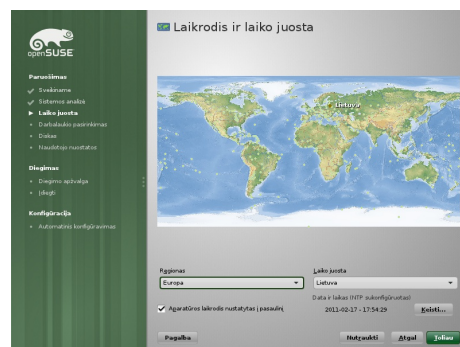 openSUSE
Laikrodis ir laiko juosta
Paruošimas
Sveikiname
Sistemos analizė
Laiko juosta
Darbalaukio pasirinkimas
Diskas
Naudotojo nuostatos
Diegimas
Diegimo apžvalga
Įdiegti
Konfigūracija
Automatinis konfigūravimas
Lietuva
Regionas
Europa
Laiko juosta
Lietuva
Aparatūros laikrodis nustatytas į pasaulinį
Data ir laikas (NTP sukonfigūruotas)
2011-02-17 - 17:54:29
Keisti...
Pagalba
Nutraukti
Atgal
Toliau